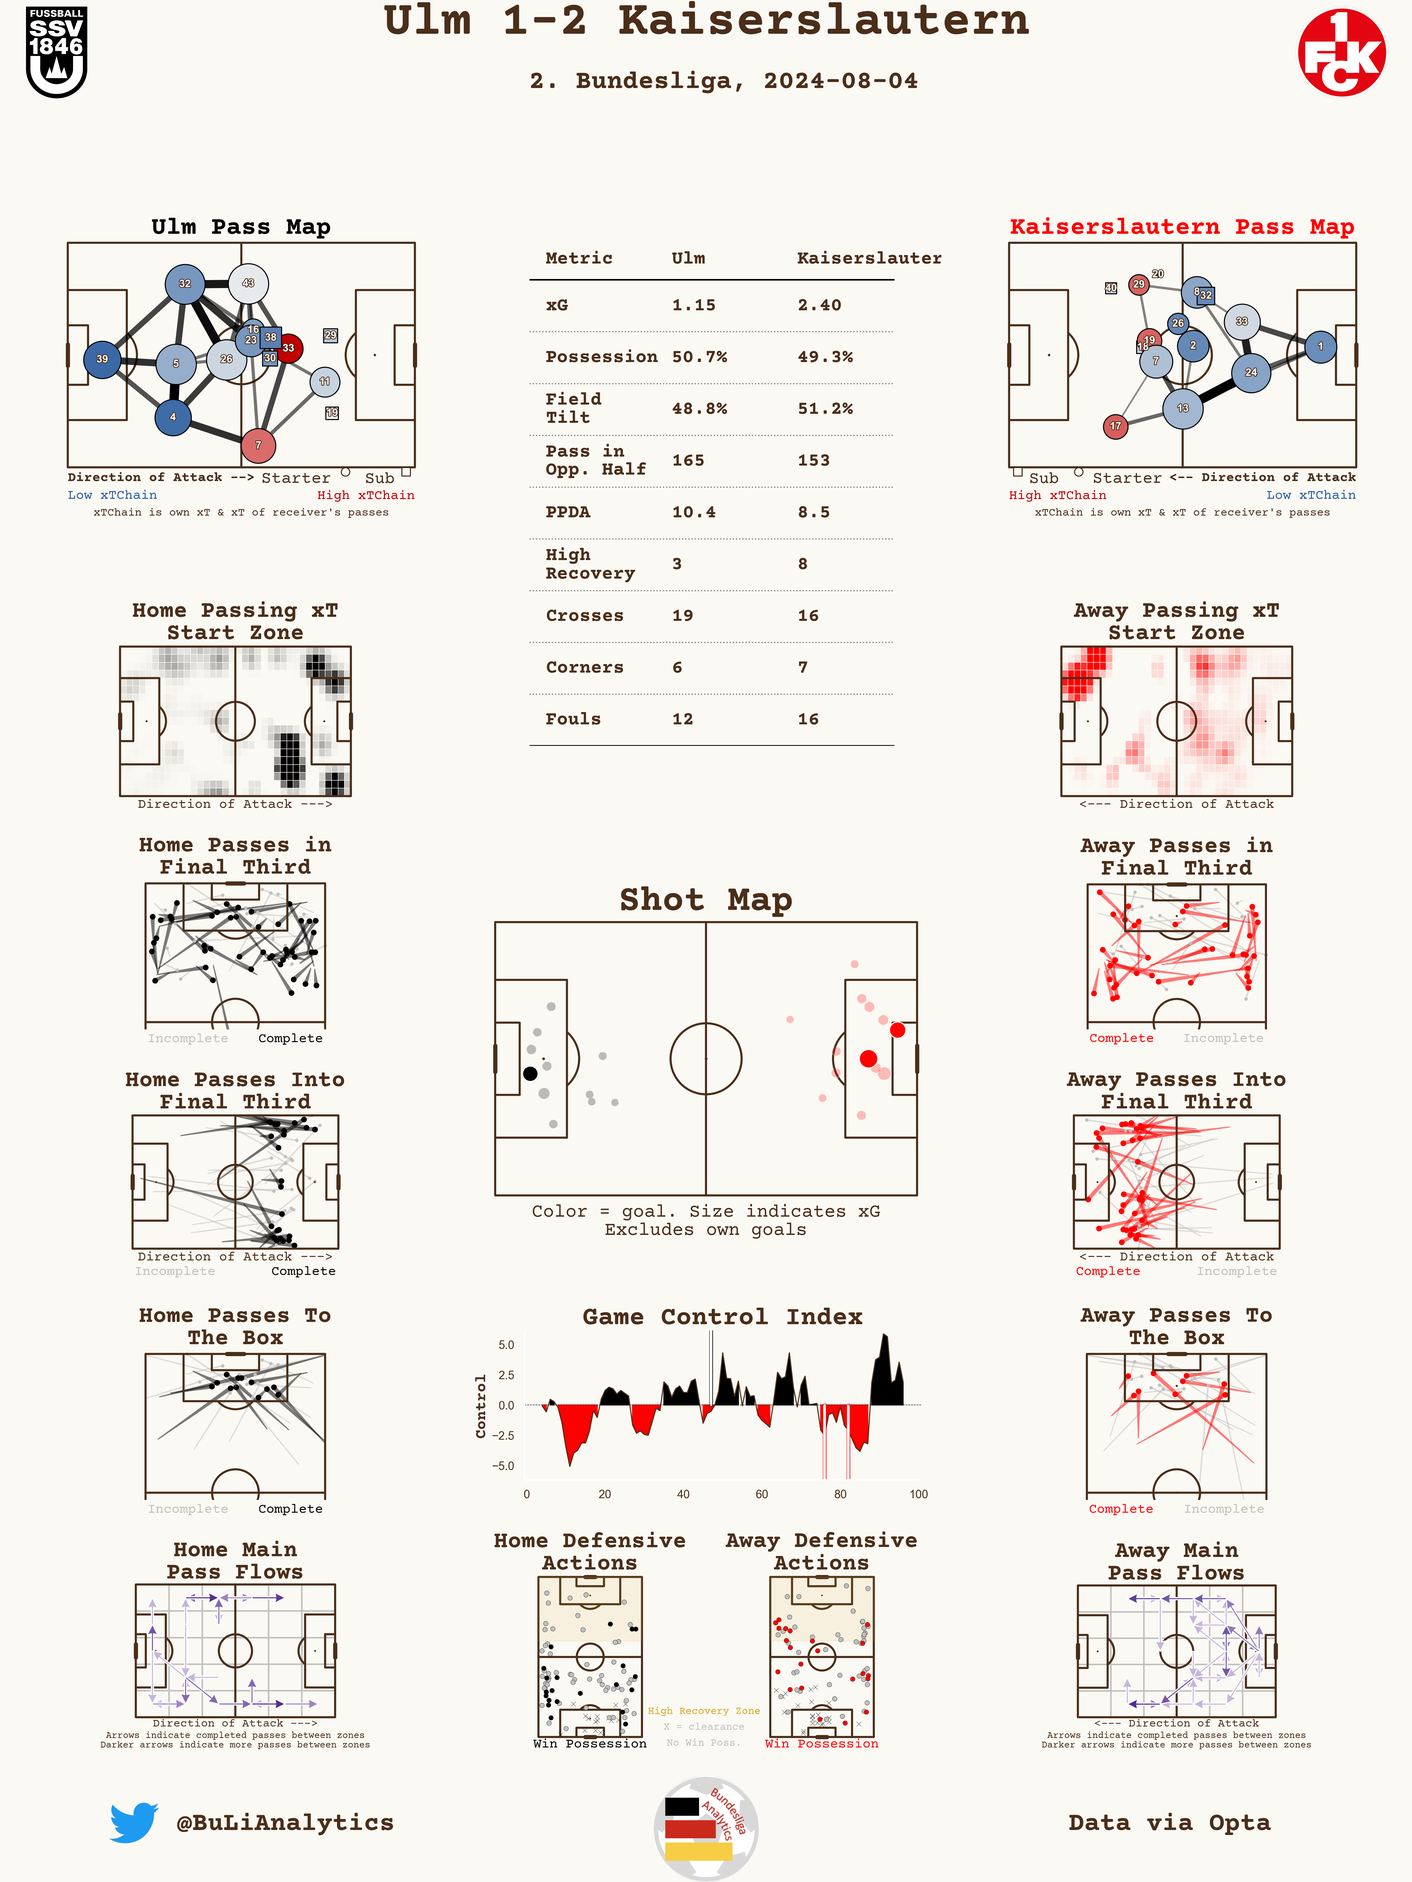 Ulm 1-2 Kaiserslautern
2. Bundesliga, 2024-08-04
FUSSBALL
SSV
1846
U
1
FCK
Ulm Pass Map
32
43
16
23
38
33
29
39
5
26
30
11
4
19
7
Direction of Attack --> Starter Sub
Low xTChain High xTChain
xTChain is own xT & xT of receiver's passes
Metric Ulm Kaiserslauter
xG 1.15 2.40
Possession 50.7% 49.3%
Field
Tilt 48.8% 51.2%
Pass in
Opp. Half 165 153
PPDA 10.4 8.5
High
Recovery 3 8
Crosses 19 16
Corners 6 7
Fouls 12 16
Kaiserslautern Pass Map
20
29
40
8
32
33
26
19
18
2
1
7
24
13
17
Sub Starter <-- Direction of Attack
High xTChain Low xTChain
xTChain is own xT & xT of receiver's passes
Home Passing xT
Start Zone
Direction of Attack --->
Away Passing xT
Start Zone
<--- Direction of Attack
Home Passes in
Final Third
Incomplete Complete
Away Passes in
Final Third
Complete Incomplete
Shot Map
Color = goal. Size indicates xG
Excludes own goals
Home Passes Into
Final Third
Direction of Attack --->
Incomplete Complete
Away Passes Into
Final Third
<--- Direction of Attack
Complete Incomplete
Home Passes To
The Box
Incomplete Complete
Game Control Index
Control
5.0
2.5
0.0
−2.5
−5.0
0 20 40 60 80 100
Away Passes To
The Box
Complete Incomplete
Home Main
Pass Flows
Direction of Attack --->
Arrows indicate completed passes between zones
Darker arrows indicate more passes between zones
Home Defensive
Actions
Win Possession
High Recovery Zone
X = clearance
No Win Poss.
Away Defensive
Actions
Win Possession
Away Main
Pass Flows
<--- Direction of Attack
Arrows indicate completed passes between zones
Darker arrows indicate more passes between zones
@BuLiAnalytics
Bundesliga
Analytics
Data via Opta